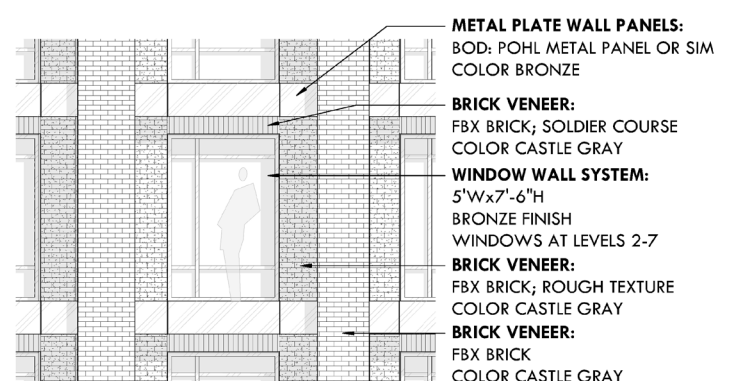 METAL PLATE WALL PANELS:
BOD: POHL METAL PANEL OR SIM
COLOR BRONZE
BRICK VENEER:
FBX BRICK; SOLDIER COURSE
COLOR CASTLE GRAY
WINDOW WALL SYSTEM:
5'Wx7'-6"H
BRONZE FINISH
WINDOWS AT LEVELS 2-7
BRICK VENEER:
FBX BRICK; ROUGH TEXTURE
COLOR CASTLE GRAY
BRICK VENEER:
FBX BRICK
COLOR CASTLE GRAY